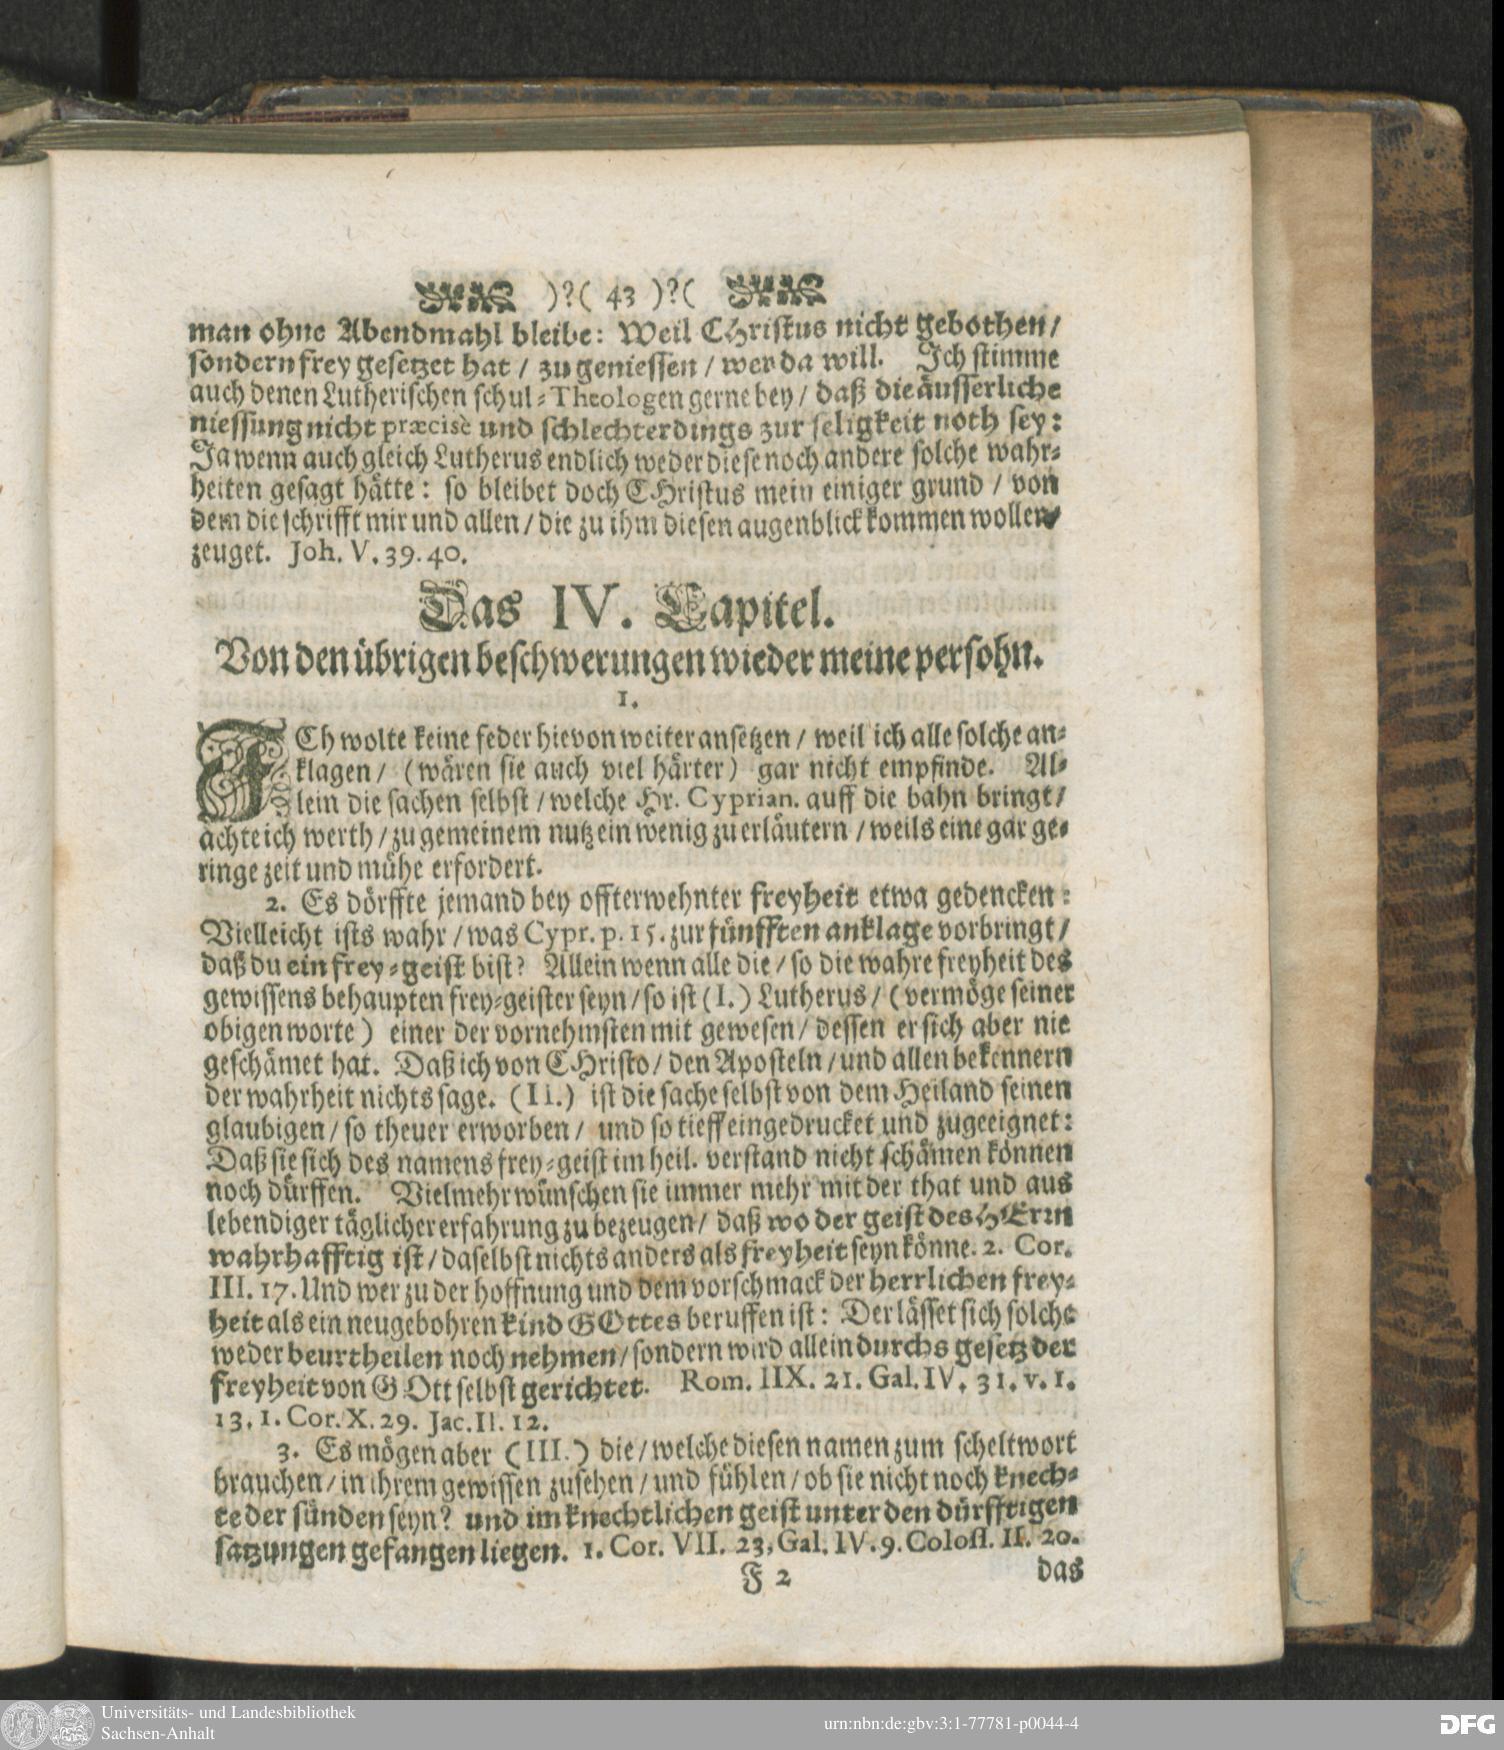 )?( 43 )?(
man ohne Abendmahl bleibe: Weil CHristus nicht gebothen/
sondern frey gesetzet hat / zu geniessen / wer da will. Ich stimme
auch denen Lutherischen schul-Theologen gerne bey/ daß die äusserliche
niessung nicht præcisè und schlechterdings zur seligkeit noth sey:
Ja wenn auch gleich Lutherus endlich weder diese noch andere solche wahr-
heiten gesagt hätte: so bleibet doch CHristus mein einiger grund / von
dem die schrifft mir und allen / die zu ihm diesen augenblick kommen wollen/
zeuget. Joh. V. 39. 40.
Das IV. Capitel.
Von den übrigen beschwerungen wieder meine persohn.
1.
ICh wolte keine feder hievon weiter ansetzen / weil ich alle solche an-
klagen/ (wären sie auch viel härter) gar nicht empfinde. Al-
lein die sachen selbst / welche Hr. Cyprian. auff die bahn bringt/
achte ich werth / zu gemeinem nutz ein wenig zu erläutern / weils eine gar ge-
ringe zeit und mühe erfordert.
2. Es dörffte jemand bey offterwehnter freyheit etwa gedencken:
Vielleicht ists wahr / was Cypr. p. 15. zur fünfften anklage vorbringt/
daß du ein frey-geist bist? Allein wenn alle die / so die wahre freyheit des
gewissens behaupten frey-geister seyn / so ist (I.) Lutherus / (vermöge seiner
obigen worte) einer der vornehmsten mit gewesen / dessen er sich aber nie
geschämet hat. Daß ich von CHristo / den Aposteln / und allen bekennern
der wahrheit nichts sage. (II.) ist die sache selbst von dem Heiland seinen
glaubigen / so theuer erworben / und so tieff eingedrucket und zugeeignet:
Daß sie sich des namens frey-geist im heil. verstand nicht schämen können
noch dürffen. Vielmehr wünschen sie immer mehr mit der that und aus
lebendiger täglicher erfahrung zu bezeugen / daß wo der geist des HErrn
wahrhafftig ist / daselbst nichts anders als freyheit seyn könne. 2. Cor.
III. 17. Und wer zu der hoffnung und dem vorschmack der herrlichen frey-
heit als ein neugebohren kind GOttes beruffen ist: Der lässet sich solche
weder beurtheilen noch nehmen / sondern wird allein durchs gesetz der
freyheit von GOtt selbst gerichtet. Rom. IIX. 21. Gal. IV. 31. v. 1.
13. 1. Cor. X. 29. Jac. II. 12.
3. Es mögen aber (III.) die / welche diesen namen zum scheltwort
brauchen / in ihrem gewissen zusehen / und fühlen / ob sie nicht noch knech-
te der sünden seyn? und im knechtlichen geist unter den dürfftigen
satzungen gefangen liegen. 1. Cor. VII. 23, Gal. IV. 9. Coloss. II. 20.
F 2 das
Universitäts- und Landesbibliothek
Sachsen-Anhalt
urn:nbn:de:gbv:3:1-77781-p0044-4
DFG